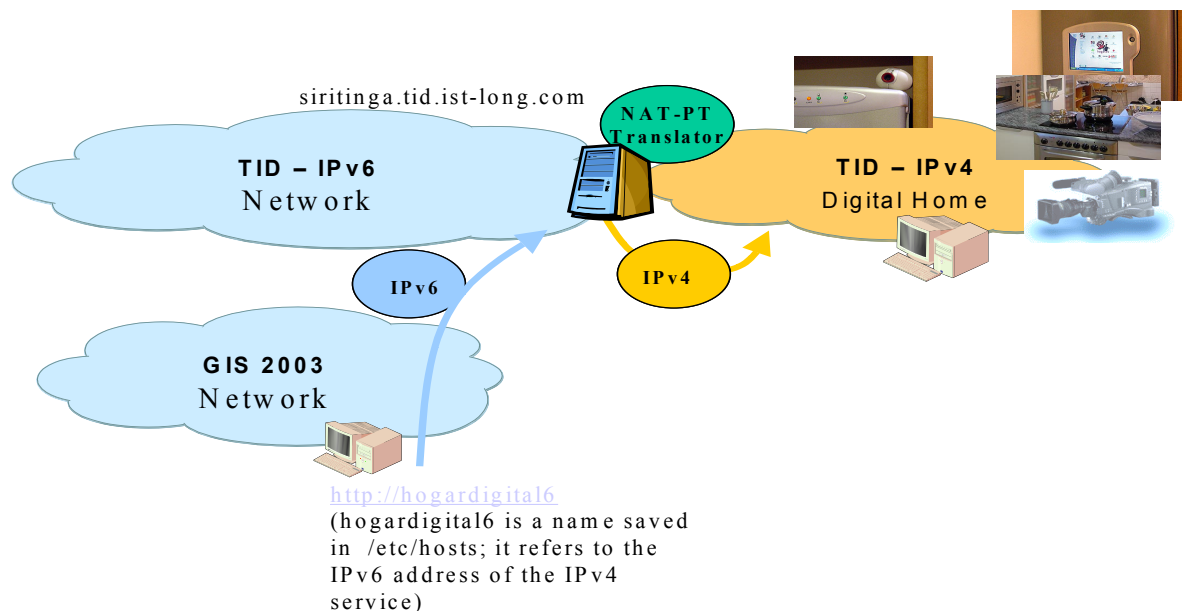 siritinga.tid.ist-long.com
NAT-PT
Translator
TID – IPv6
Network
TID – IPv4
Digital Home
IPv6
IPv4
GIS 2003
Network
http://hogardigital6
(hogardigital6 is a name saved
in /etc/hosts; it refers to the
IPv6 address of the IPv4
service)